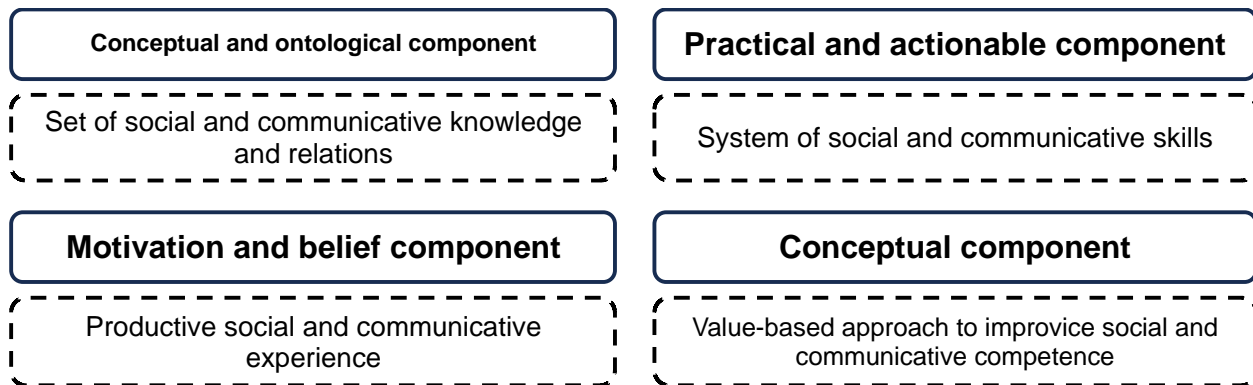 Conceptual and ontological component
Practical and actionable component
Set of social and communicative knowledge
and relations
System of social and communicative skills
Motivation and belief component
Conceptual component
Productive social and communicative
experience
Value-based approach to improvice social and
communicative competence